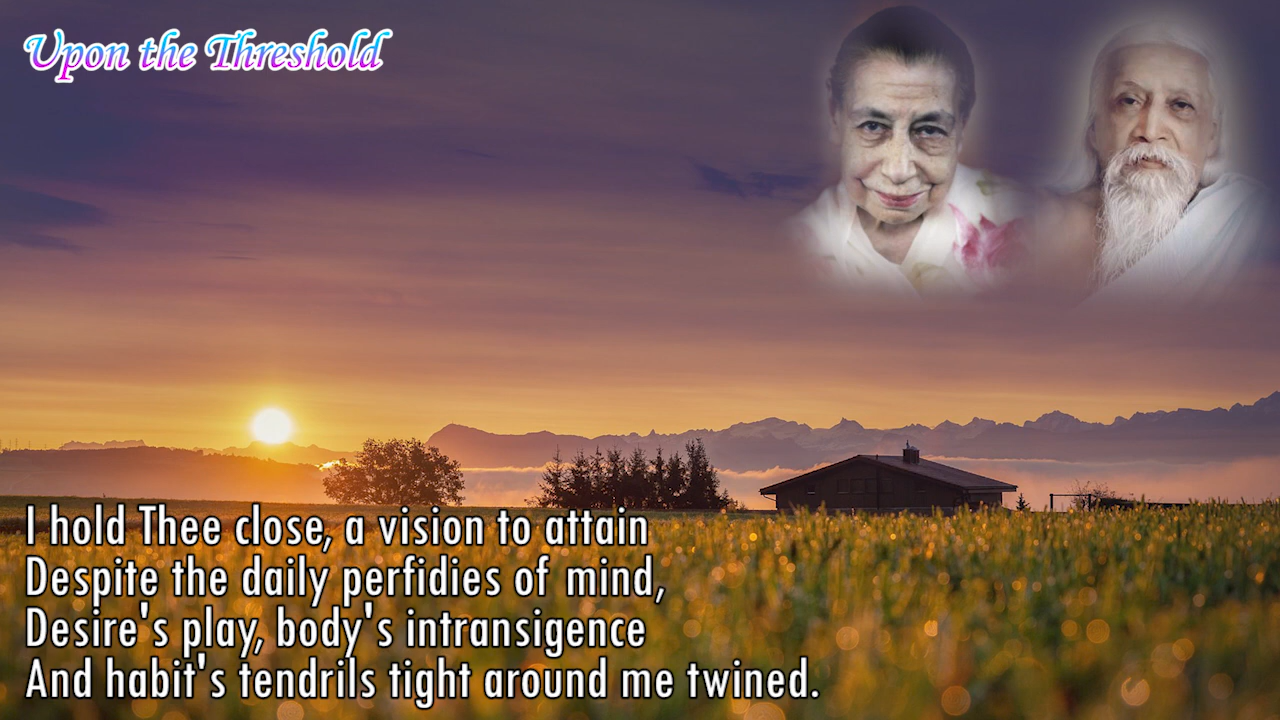 Upon the Threshold
I hold Thee close, a vision to attain
Despite the daily perfidies of mind,
Desire's play, body's intransigence
And habit's tendrils tight around me twined.